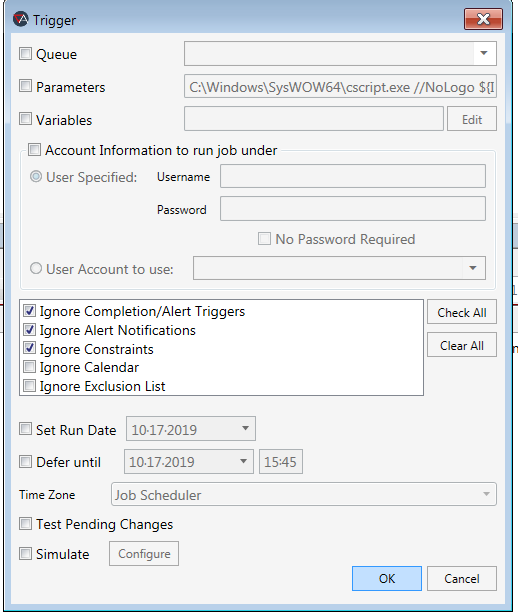 Trigger
Queue
Parameters C:\Windows\SysWOW64\cscript.exe //NoLogo ${I
Variables Edit
Account Information to run job under
User Specified: Username
Password
No Password Required
User Account to use:
Ignore Completion/Alert Triggers Check All
Ignore Alert Notifications
Ignore Constraints Clear All
Ignore Calendar
Ignore Exclusion List
Set Run Date 10-17-2019
Defer until 10-17-2019 15:45
Time Zone Job Scheduler
Test Pending Changes
Simulate Configure
OK Cancel